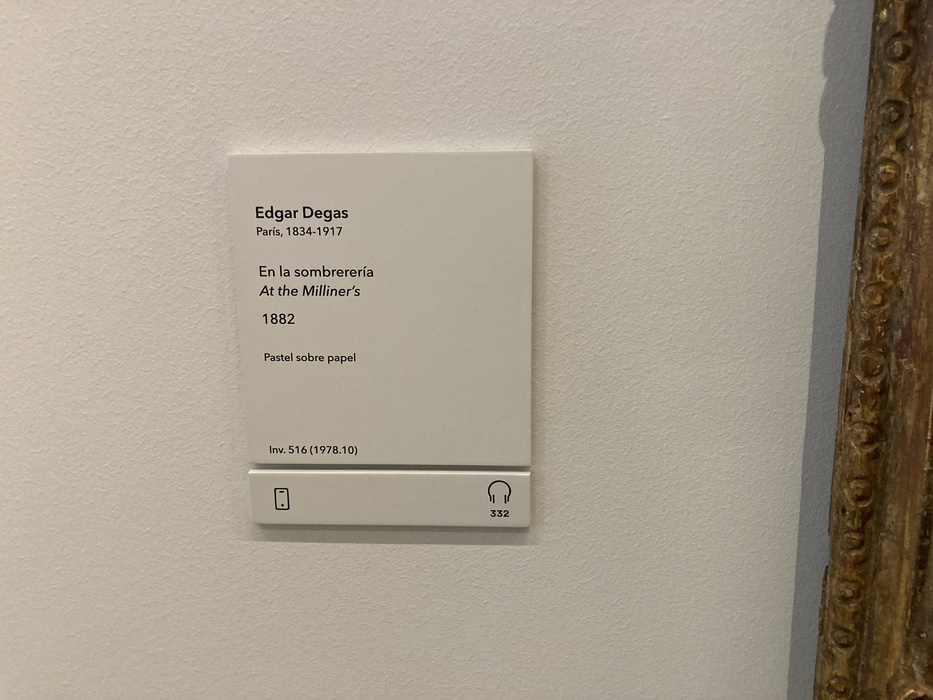 Edgar Degas
París, 1834-1917
En la sombrerería
At the Milliner's
1882
Pastel sobre papel
Inv. 516 (1978.10)
332